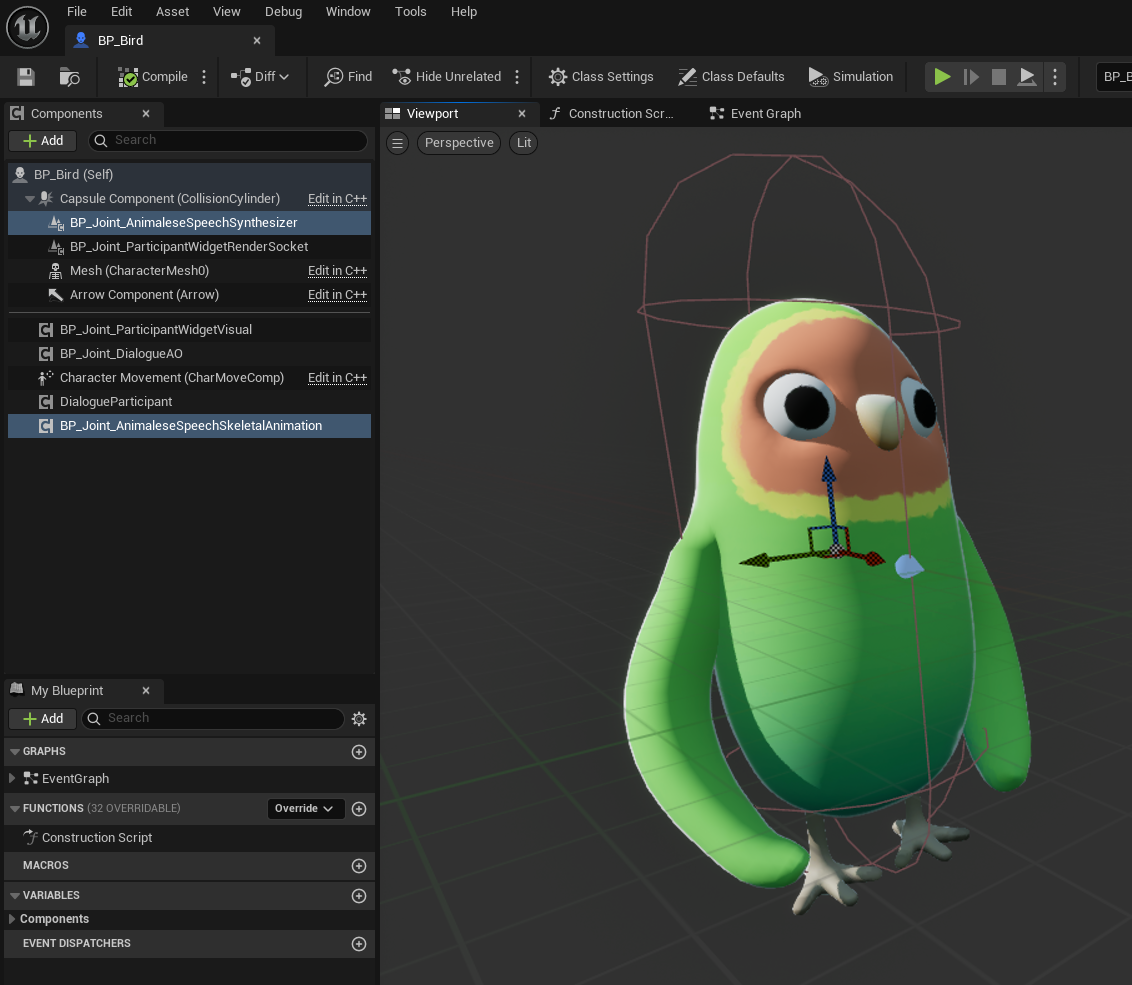 File Edit Asset View Debug Window Tools Help
BP_Bird
Compile Diff Find Hide Unrelated Class Settings Class Defaults Simulation BP_B
Components
Add Search
BP_Bird (Self)
Capsule Component (CollisionCylinder) Edit in C++
BP_Joint_AnimaleseSpeechSynthesizer
BP_Joint_ParticipantWidgetRenderSocket
Mesh (CharacterMesh0) Edit in C++
Arrow Component (Arrow) Edit in C++
BP_Joint_ParticipantWidgetVisual
BP_Joint_DialogueAO
Character Movement (CharMoveComp) Edit in C++
DialogueParticipant
BP_Joint_AnimaleseSpeechSkeletalAnimation
My Blueprint
Add Search
GRAPHS
EventGraph
FUNCTIONS (32 OVERRIDABLE) Override
Construction Script
MACROS
VARIABLES
Components
EVENT DISPATCHERS
Viewport Construction Scr... Event Graph
Perspective Lit